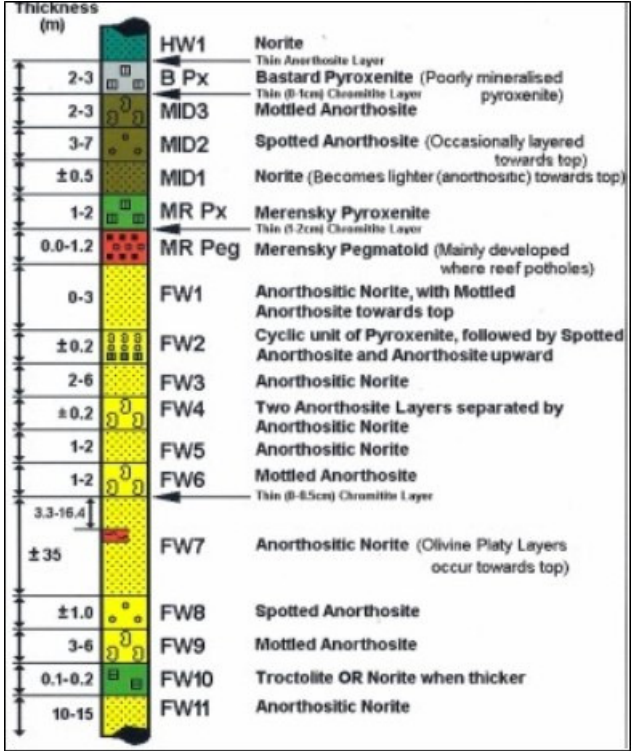 Thickness
(m)
HW1 Norite
Thin Anorthosite Layer
2-3 B Px Bastard Pyroxenite (Poorly mineralised
pyroxenite)
Thin (0-1cm) Chromitite Layer
2-3 MID3 Mottled Anorthosite
3-7 MID2 Spotted Anorthosite (Occasionally layered
towards top)
±0.5 MID1 Norite (Becomes lighter (anorthositic) towards top)
1-2 MR Px Merensky Pyroxenite
Thin (1-2cm) Chromitite Layer
0.0-1.2 MR Peg Merensky Pegmatoid (Mainly developed
where reef potholes)
0-3 FW1 Anorthositic Norite, with Mottled
Anorthosite towards top
±0.2 FW2 Cyclic unit of Pyroxenite, followed by Spotted
Anorthosite and Anorthosite upward
2-6 FW3 Anorthositic Norite
±0.2 FW4 Two Anorthosite Layers separated by
Anorthositic Norite
1-2 FW5 Anorthositic Norite
1-2 FW6 Mottled Anorthosite
Thin (0-0.5cm) Chromitite Layer
3.3-16.4
±35 FW7 Anorthositic Norite (Olivine Platy Layers
occur towards top)
±1.0 FW8 Spotted Anorthosite
3-6 FW9 Mottled Anorthosite
0.1-0.2 FW10 Troctolite OR Norite when thicker
10-15 FW11 Anorthositic Norite